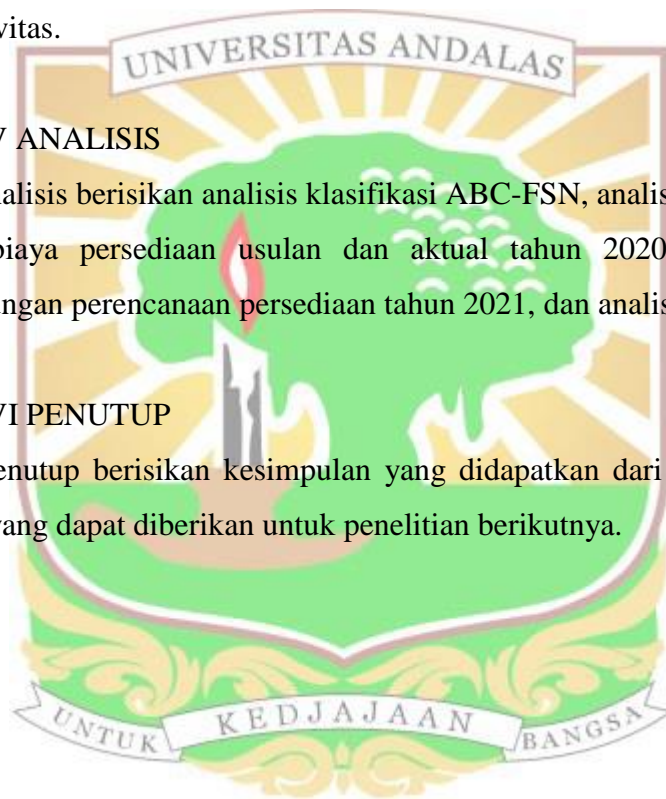 vitas.
UNIVERSITAS ANDALAS
V ANALISIS
nalisis berisikan analisis klasifikasi ABC-FSN, analis
biaya persediaan usulan dan aktual tahun 2020
ungan perencanaan persediaan tahun 2021, dan analis
VI PENUTUP
enutup berisikan kesimpulan yang didapatkan dari
yang dapat diberikan untuk penelitian berikutnya.
UNTUK KEDJAJAAN BANGSA